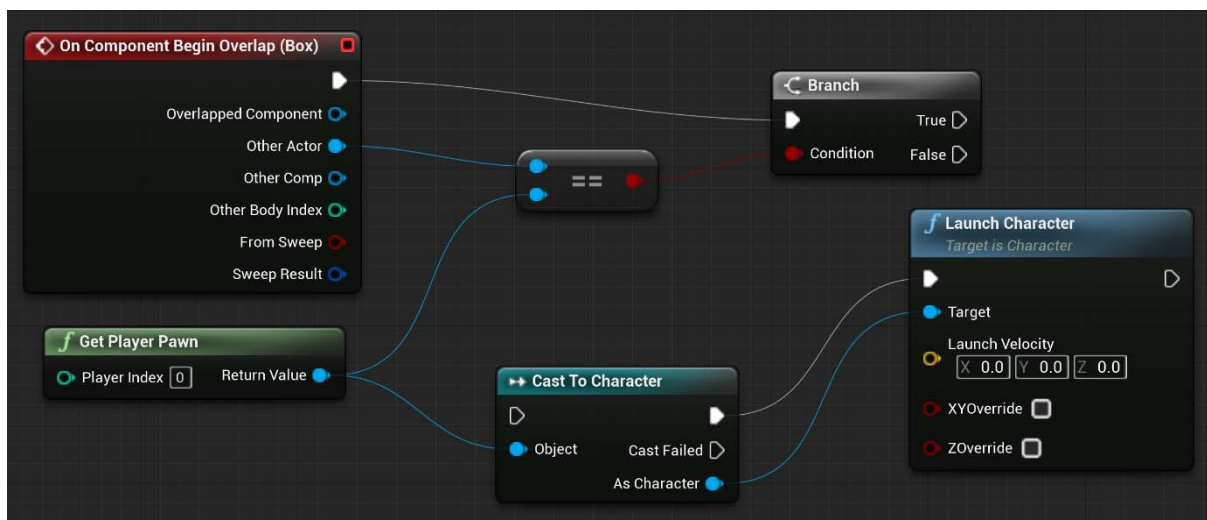 On Component Begin Overlap (Box)
Overlapped Component
Other Actor
Other Comp
Other Body Index
From Sweep
Sweep Result
Get Player Pawn
Player Index 0 Return Value
==
Branch
True
Condition False
Cast To Character
Object Cast Failed
As Character
f Launch Character
Target is Character
Target
Launch Velocity
X 0.0 Y 0.0 Z 0.0
XYOverride
ZOverride